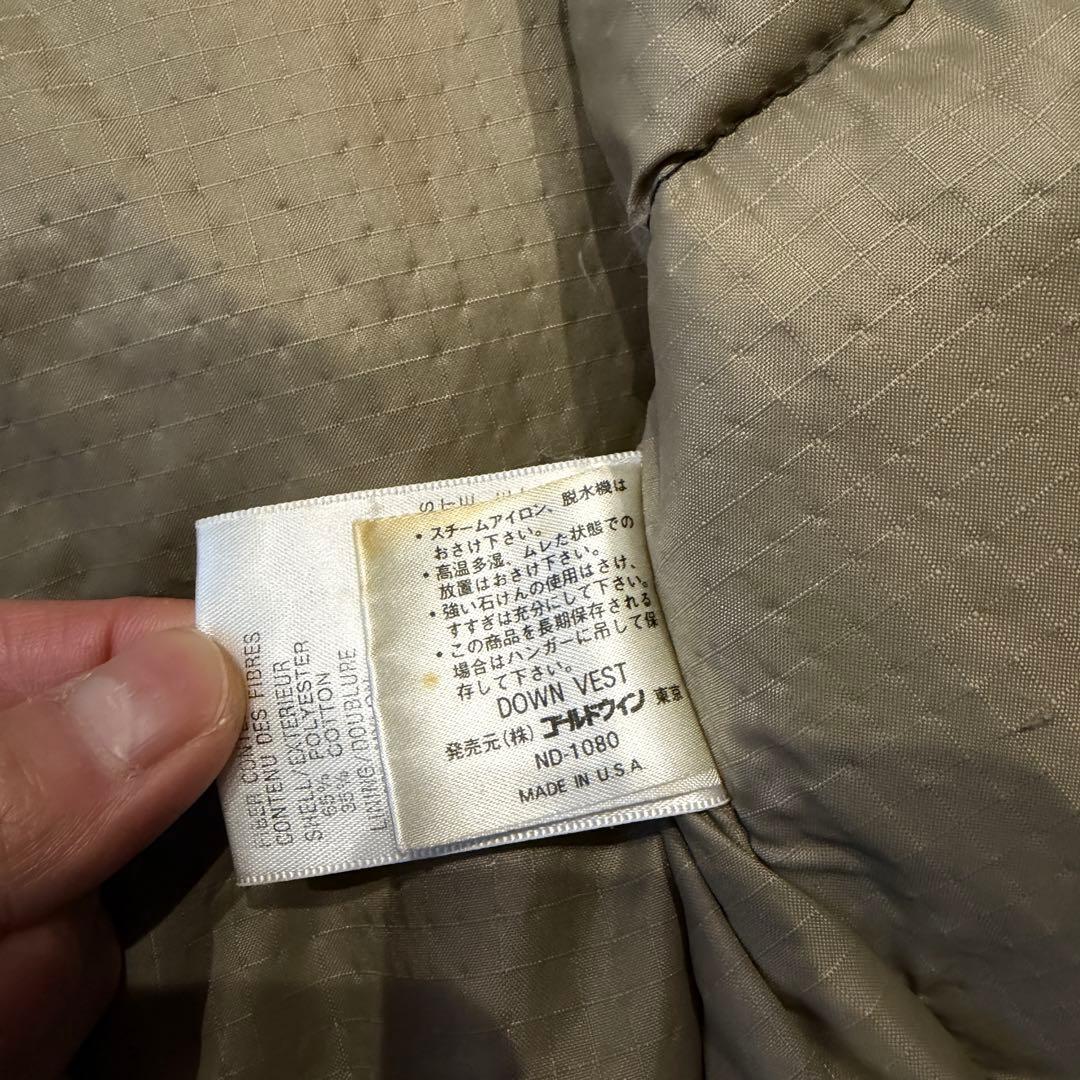 ・スチームアイロン、脱水機は
おさけ下さい。
・高温多湿、ムレた状態での
放置はおさけ下さい。
・強い石けんの使用はさけ、
すすぎは充分にして下さい。
・この商品を長期保存される
場合はハンガーに吊して保
存して下さい。
DOWN VEST
発売元(株)ゴールドウイン 東京
ND-1080
MADE IN U.S.A
CONTENU DES FIBRES
SHELL/EXTERIEUR
65% POLYESTER
35% COTTON
LINING/DOUBLURE